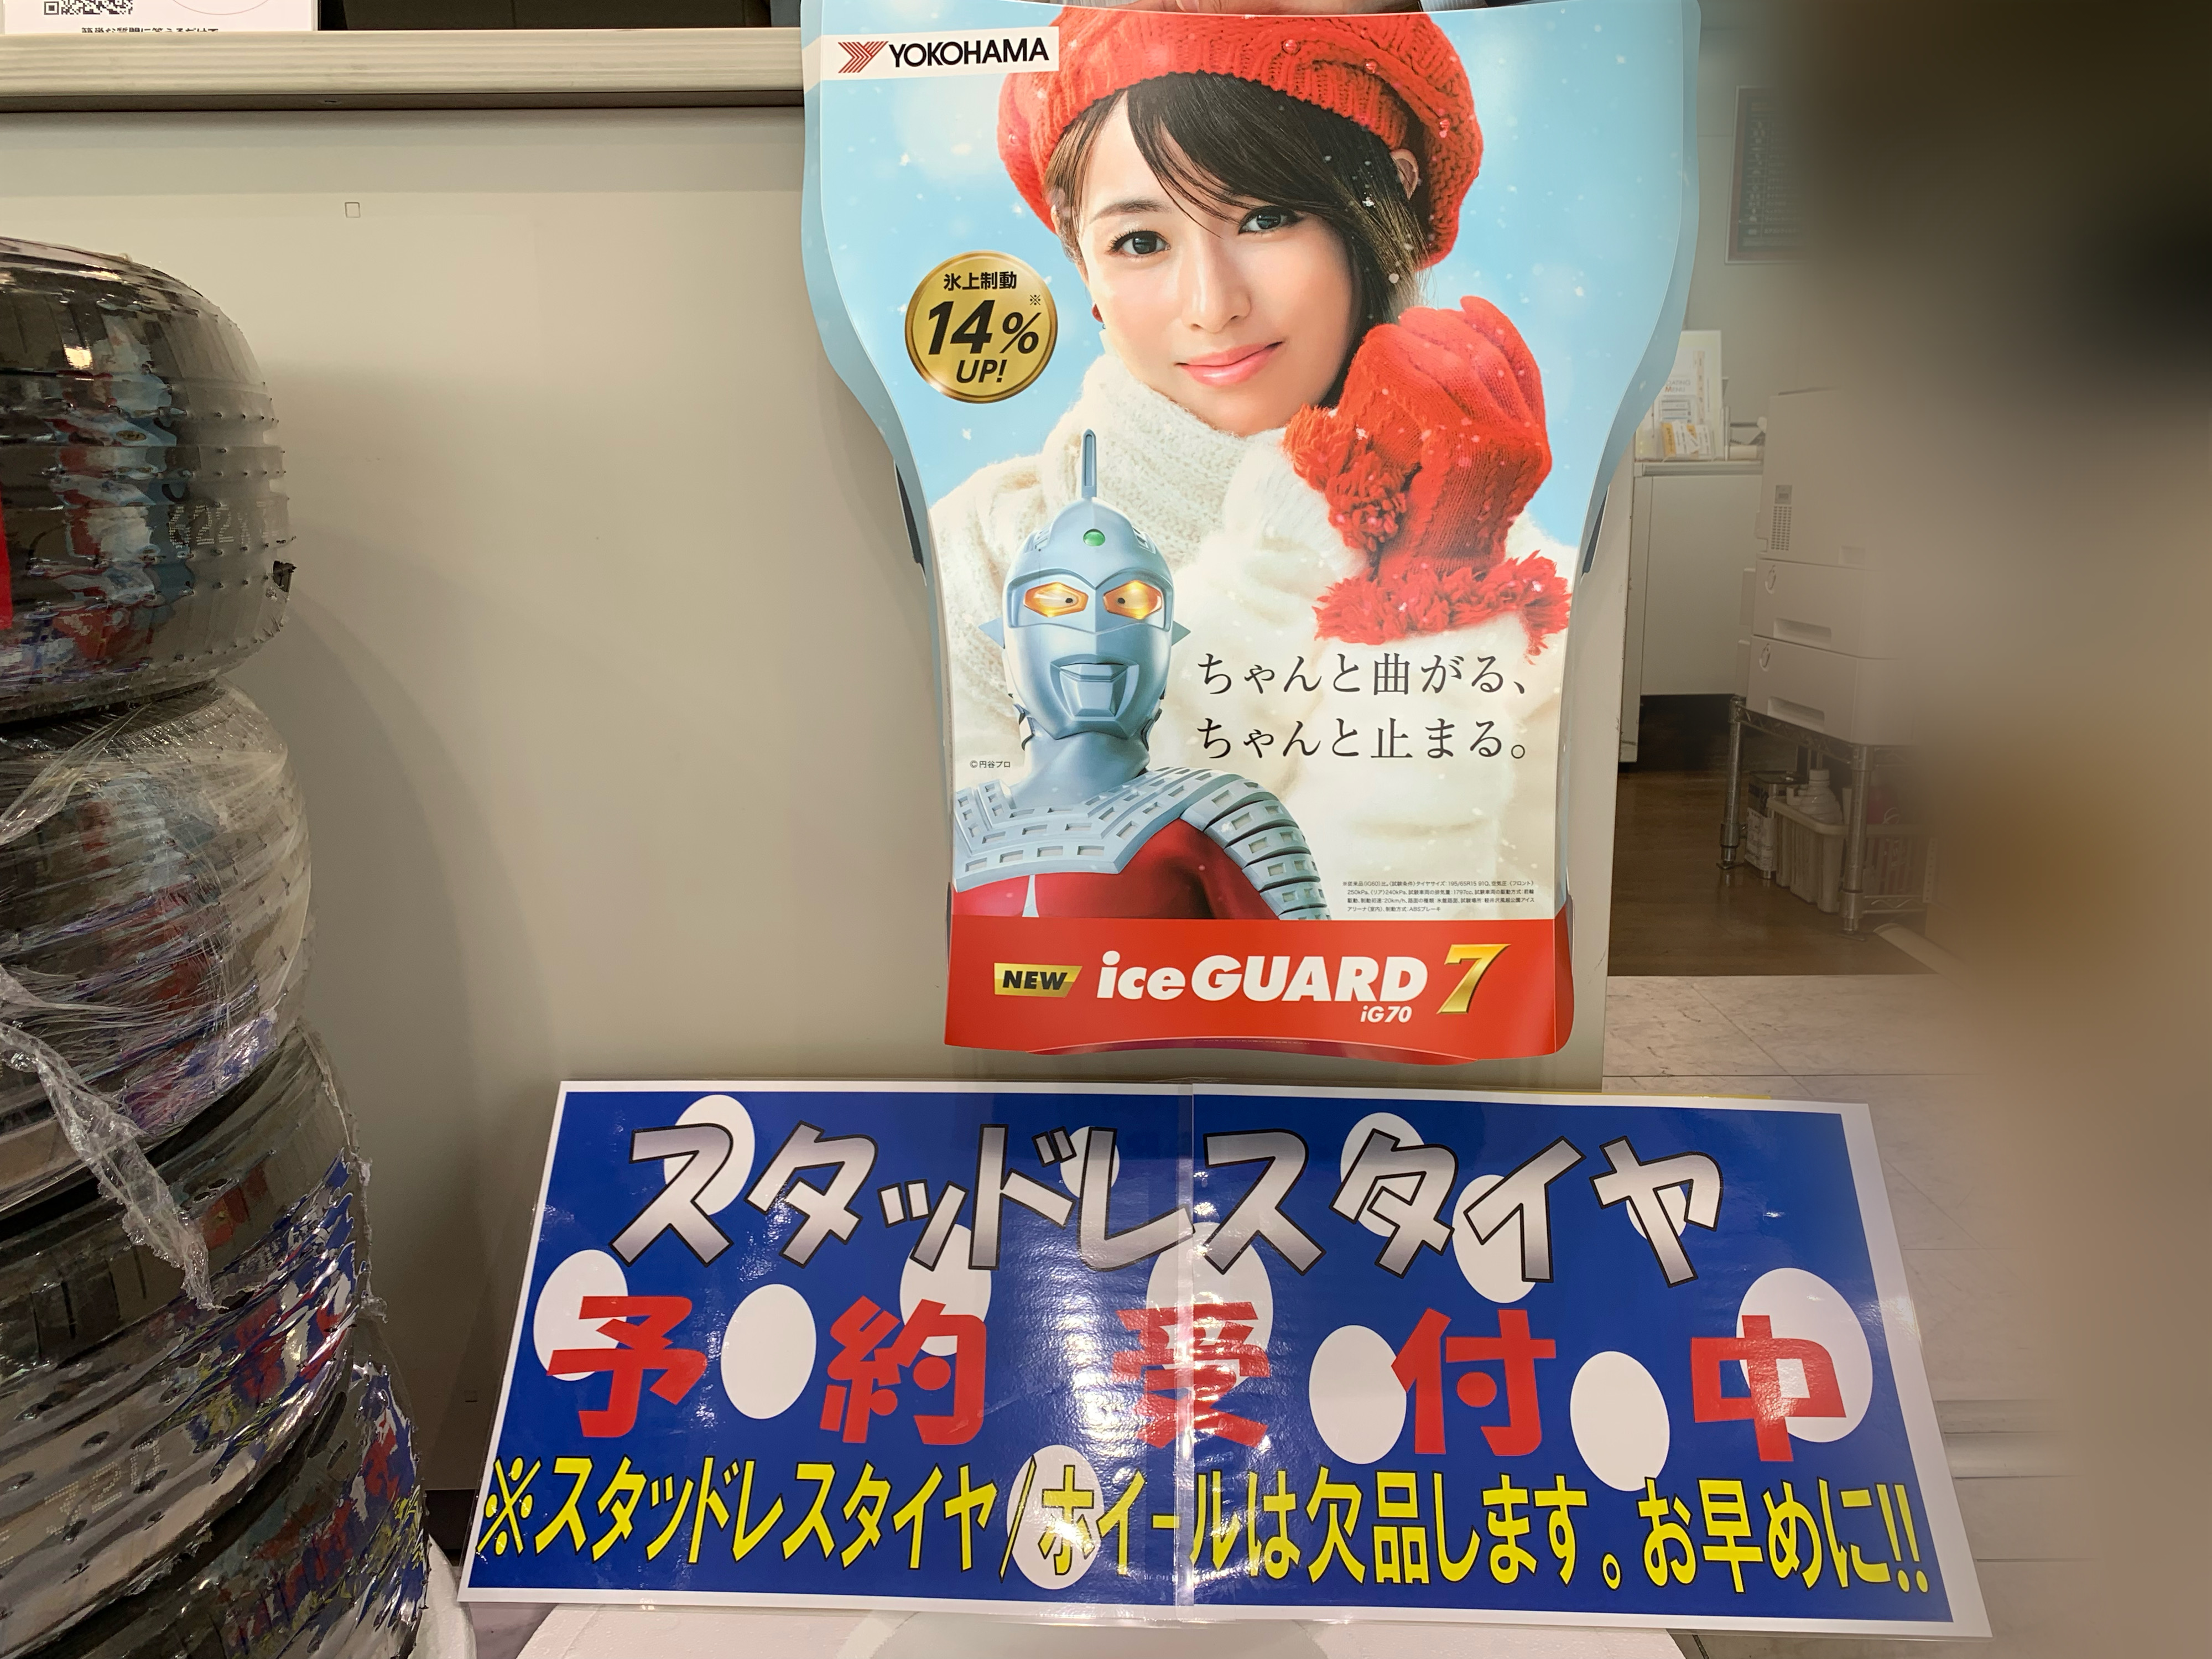 YOKOHAMA
氷上制動
14%※
UP!
ちゃんと曲がる、
ちゃんと止まる。
©円谷プロ
NEW iceGUARD 7
iG70
スタッドレスタイヤ
予約受付中
※スタッドレスタイヤ/ホイールは欠品します。お早めに!!